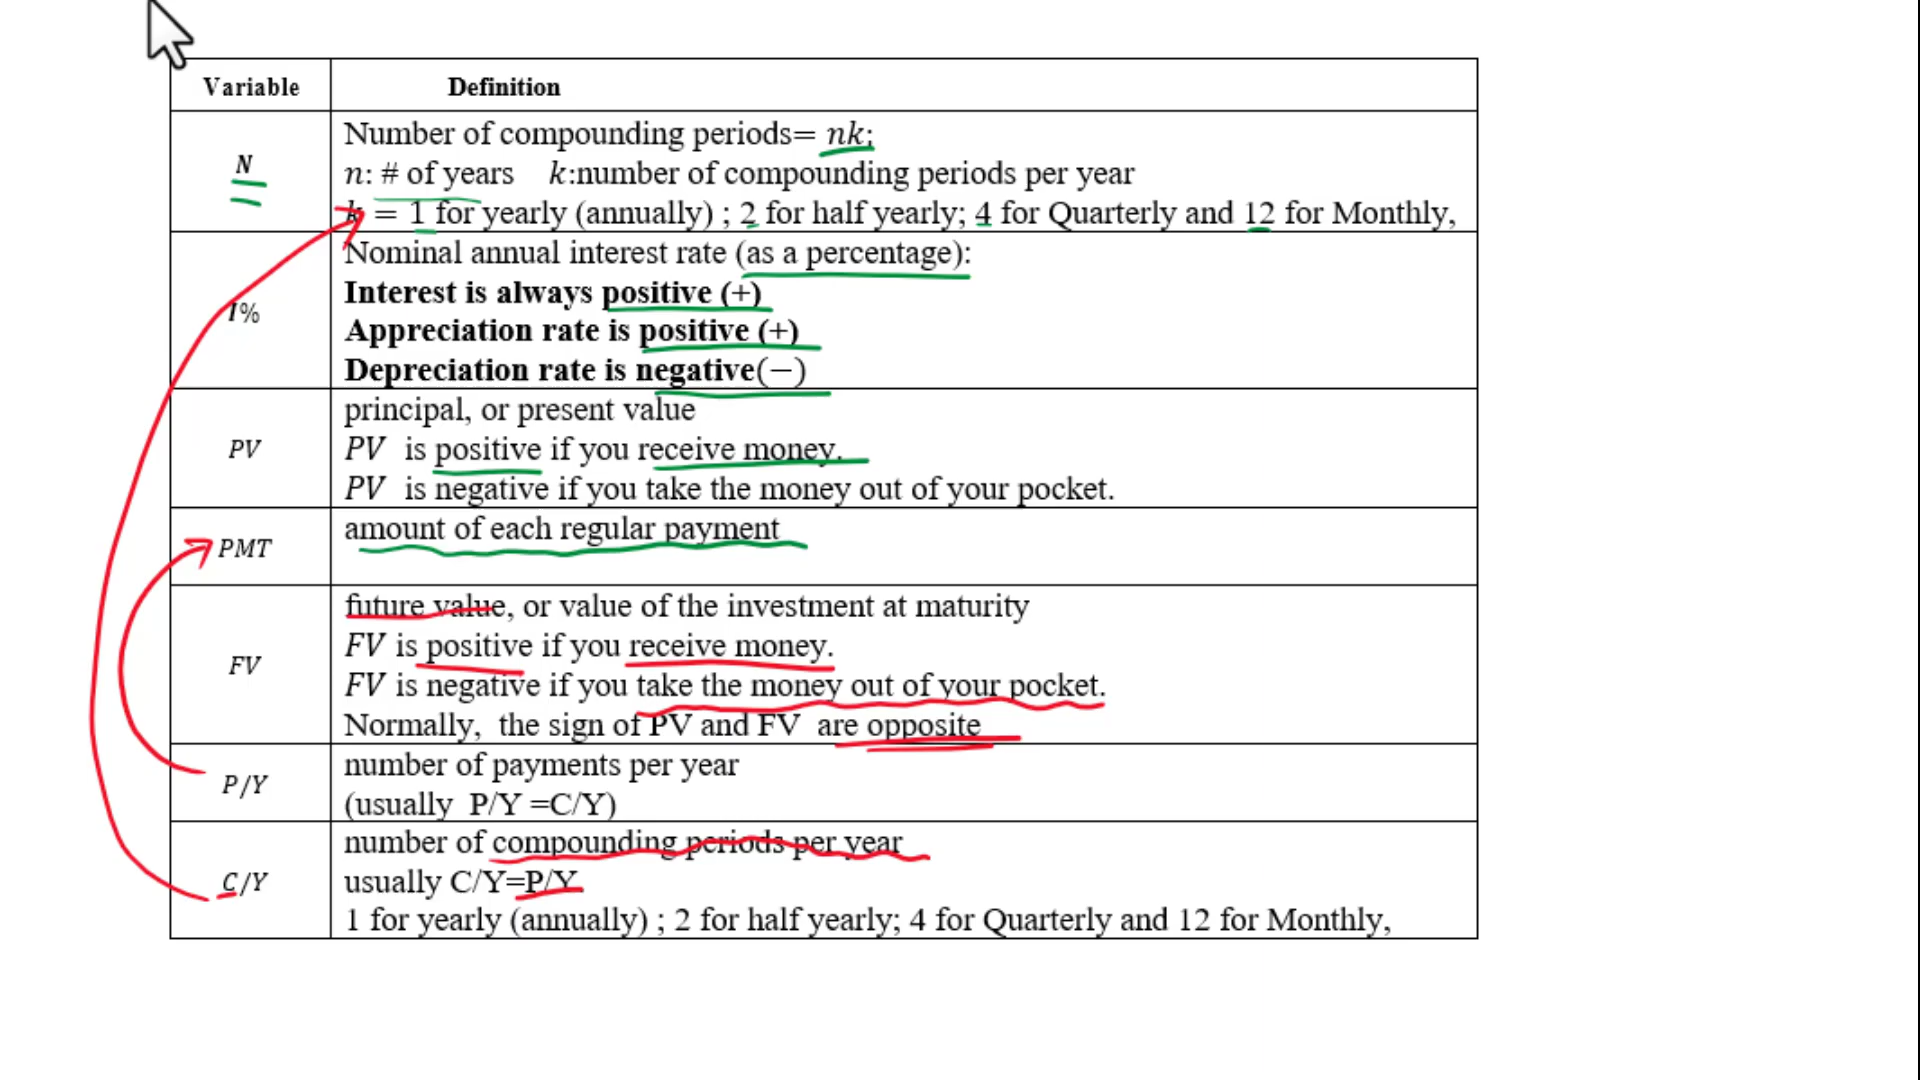 Variable Definition
N
Number of compounding periods= nk;
n: # of years k:number of compounding periods per year
k = 1 for yearly (annually) ; 2 for half yearly; 4 for Quarterly and 12 for Monthly,
I%
Nominal annual interest rate (as a percentage):
Interest is always positive (+)
Appreciation rate is positive (+)
Depreciation rate is negative(−)
PV
principal, or present value
PV is positive if you receive money.
PV is negative if you take the money out of your pocket.
PMT
amount of each regular payment
FV
future value, or value of the investment at maturity
FV is positive if you receive money.
FV is negative if you take the money out of your pocket.
Normally, the sign of PV and FV are opposite
P/Y
number of payments per year
(usually P/Y =C/Y)
C/Y
number of compounding periods per year
usually C/Y=P/Y
1 for yearly (annually) ; 2 for half yearly; 4 for Quarterly and 12 for Monthly,